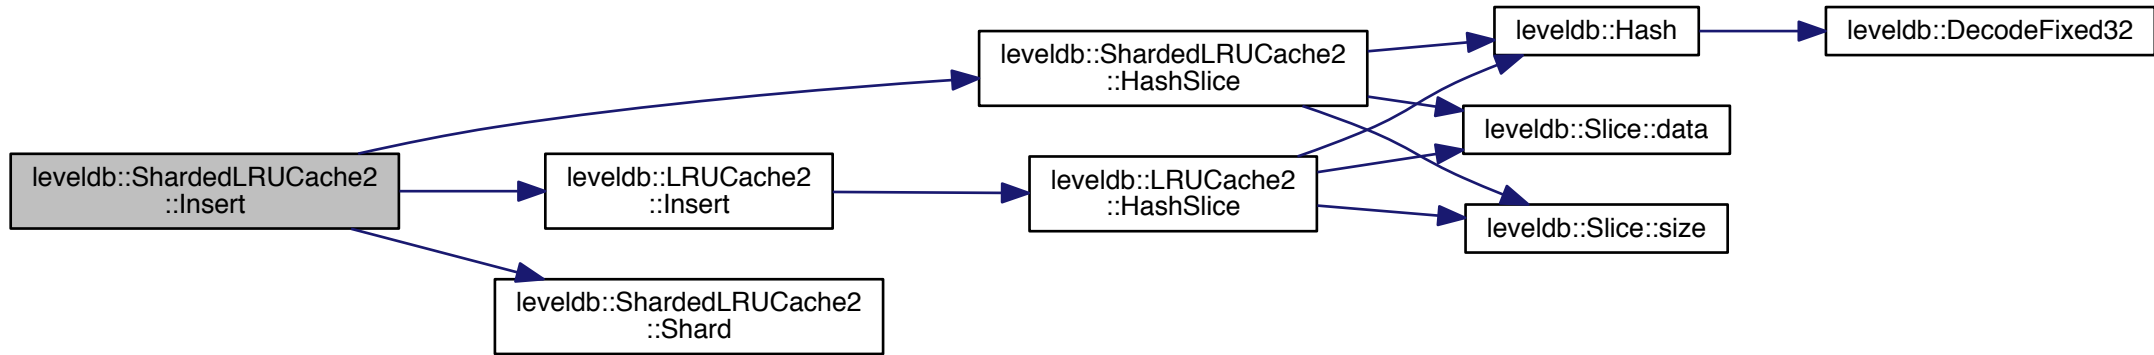 leveldb::ShardedLRUCache2
::Insert
leveldb::ShardedLRUCache2
::HashSlice
leveldb::LRUCache2
::Insert
leveldb::ShardedLRUCache2
::Shard
leveldb::LRUCache2
::HashSlice
leveldb::Hash
leveldb::Slice::data
leveldb::Slice::size
leveldb::DecodeFixed32